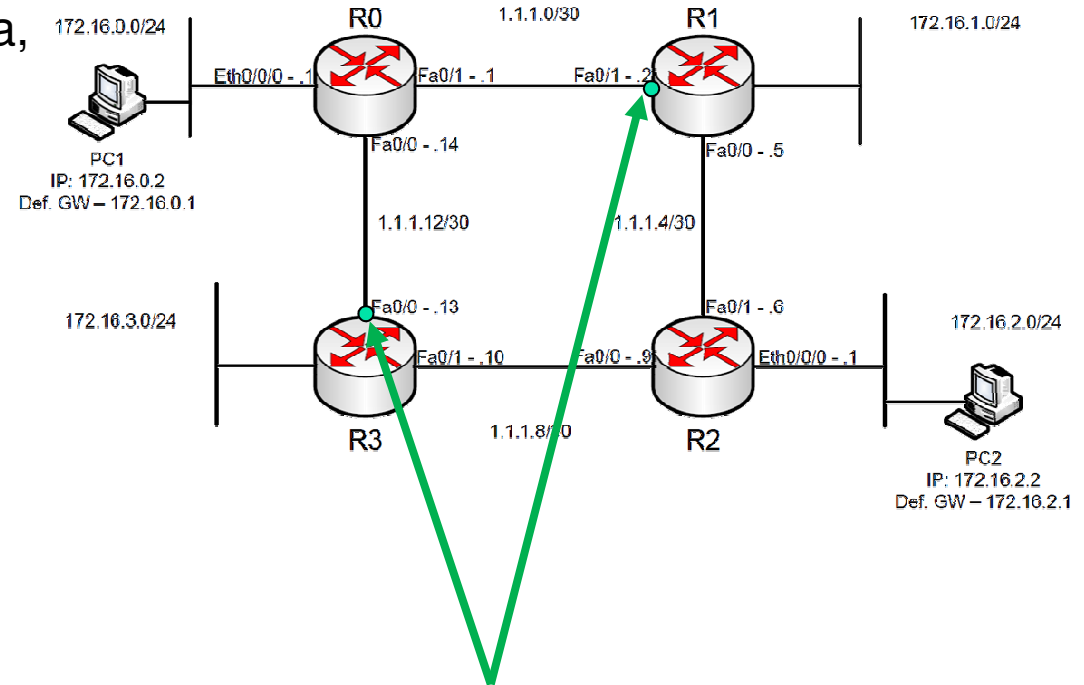 a,
172.16.0.0/24
R0
1.1.1.0/30
R1
172.16.1.0/24
Eth0/0/0 - .1
Fa0/1 - .1
Fa0/1 - .2
Fa0/0 - .14
Fa0/0 - .5
PC1
IP: 172.16.0.2
Def. GW – 172.16.0.1
1.1.1.12/30
1.1.1.4/30
172.16.3.0/24
Fa0/0 - .13
Fa0/1 - .6
172.16.2.0/24
Fa0/1 - .10
Fa0/0 - .9
Eth0/0/0 - .1
R3
1.1.1.8/30
R2
PC2
IP: 172.16.2.2
Def. GW – 172.16.2.1